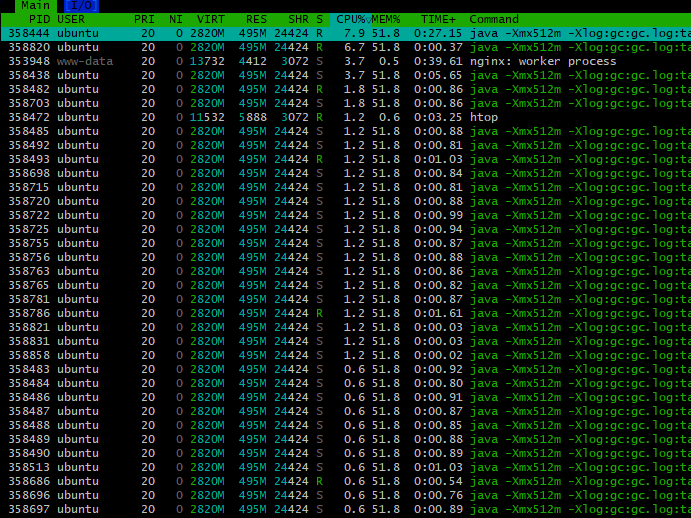 Main I/O
PID USER PRI NI VIRT RES SHR S CPU%▽MEM% TIME+ Command
358444 ubuntu 20 0 2820M 495M 24424 R 7.9 51.8 0:27.15 java -Xmx512m -Xlog:gc:gc.log:ta
358820 ubuntu 20 0 2820M 495M 24424 R 6.7 51.8 0:00.37 java -Xmx512m -Xlog:gc:gc.log:ta
353948 www-data 20 0 13732 4412 3072 S 3.7 0.5 0:39.61 nginx: worker process
358438 ubuntu 20 0 2820M 495M 24424 S 3.7 51.8 0:05.65 java -Xmx512m -Xlog:gc:gc.log:ta
358482 ubuntu 20 0 2820M 495M 24424 R 1.8 51.8 0:00.86 java -Xmx512m -Xlog:gc:gc.log:ta
358703 ubuntu 20 0 2820M 495M 24424 S 1.8 51.8 0:00.86 java -Xmx512m -Xlog:gc:gc.log:ta
358472 ubuntu 20 0 11532 5888 3072 R 1.2 0.6 0:03.25 htop
358485 ubuntu 20 0 2820M 495M 24424 S 1.2 51.8 0:00.88 java -Xmx512m -Xlog:gc:gc.log:ta
358492 ubuntu 20 0 2820M 495M 24424 S 1.2 51.8 0:00.81 java -Xmx512m -Xlog:gc:gc.log:ta
358493 ubuntu 20 0 2820M 495M 24424 R 1.2 51.8 0:01.03 java -Xmx512m -Xlog:gc:gc.log:ta
358698 ubuntu 20 0 2820M 495M 24424 S 1.2 51.8 0:00.84 java -Xmx512m -Xlog:gc:gc.log:ta
358715 ubuntu 20 0 2820M 495M 24424 S 1.2 51.8 0:00.81 java -Xmx512m -Xlog:gc:gc.log:ta
358720 ubuntu 20 0 2820M 495M 24424 S 1.2 51.8 0:00.88 java -Xmx512m -Xlog:gc:gc.log:ta
358722 ubuntu 20 0 2820M 495M 24424 S 1.2 51.8 0:00.99 java -Xmx512m -Xlog:gc:gc.log:ta
358725 ubuntu 20 0 2820M 495M 24424 S 1.2 51.8 0:00.94 java -Xmx512m -Xlog:gc:gc.log:ta
358755 ubuntu 20 0 2820M 495M 24424 S 1.2 51.8 0:00.87 java -Xmx512m -Xlog:gc:gc.log:ta
358756 ubuntu 20 0 2820M 495M 24424 S 1.2 51.8 0:00.88 java -Xmx512m -Xlog:gc:gc.log:ta
358763 ubuntu 20 0 2820M 495M 24424 S 1.2 51.8 0:00.86 java -Xmx512m -Xlog:gc:gc.log:ta
358765 ubuntu 20 0 2820M 495M 24424 S 1.2 51.8 0:00.82 java -Xmx512m -Xlog:gc:gc.log:ta
358781 ubuntu 20 0 2820M 495M 24424 S 1.2 51.8 0:00.87 java -Xmx512m -Xlog:gc:gc.log:ta
358786 ubuntu 20 0 2820M 495M 24424 R 1.2 51.8 0:01.61 java -Xmx512m -Xlog:gc:gc.log:ta
358821 ubuntu 20 0 2820M 495M 24424 S 1.2 51.8 0:00.03 java -Xmx512m -Xlog:gc:gc.log:ta
358831 ubuntu 20 0 2820M 495M 24424 S 1.2 51.8 0:00.03 java -Xmx512m -Xlog:gc:gc.log:ta
358858 ubuntu 20 0 2820M 495M 24424 S 1.2 51.8 0:00.02 java -Xmx512m -Xlog:gc:gc.log:ta
358483 ubuntu 20 0 2820M 495M 24424 S 0.6 51.8 0:00.92 java -Xmx512m -Xlog:gc:gc.log:ta
358484 ubuntu 20 0 2820M 495M 24424 S 0.6 51.8 0:00.80 java -Xmx512m -Xlog:gc:gc.log:ta
358486 ubuntu 20 0 2820M 495M 24424 S 0.6 51.8 0:00.91 java -Xmx512m -Xlog:gc:gc.log:ta
358487 ubuntu 20 0 2820M 495M 24424 S 0.6 51.8 0:00.87 java -Xmx512m -Xlog:gc:gc.log:ta
358488 ubuntu 20 0 2820M 495M 24424 S 0.6 51.8 0:00.85 java -Xmx512m -Xlog:gc:gc.log:ta
358489 ubuntu 20 0 2820M 495M 24424 S 0.6 51.8 0:00.88 java -Xmx512m -Xlog:gc:gc.log:ta
358490 ubuntu 20 0 2820M 495M 24424 S 0.6 51.8 0:00.89 java -Xmx512m -Xlog:gc:gc.log:ta
358513 ubuntu 20 0 2820M 495M 24424 S 0.6 51.8 0:01.03 java -Xmx512m -Xlog:gc:gc.log:ta
358686 ubuntu 20 0 2820M 495M 24424 R 0.6 51.8 0:00.54 java -Xmx512m -Xlog:gc:gc.log:ta
358696 ubuntu 20 0 2820M 495M 24424 S 0.6 51.8 0:00.76 java -Xmx512m -Xlog:gc:gc.log:ta
358697 ubuntu 20 0 2820M 495M 24424 S 0.6 51.8 0:00.89 java -Xmx512m -Xlog:gc:gc.log:ta